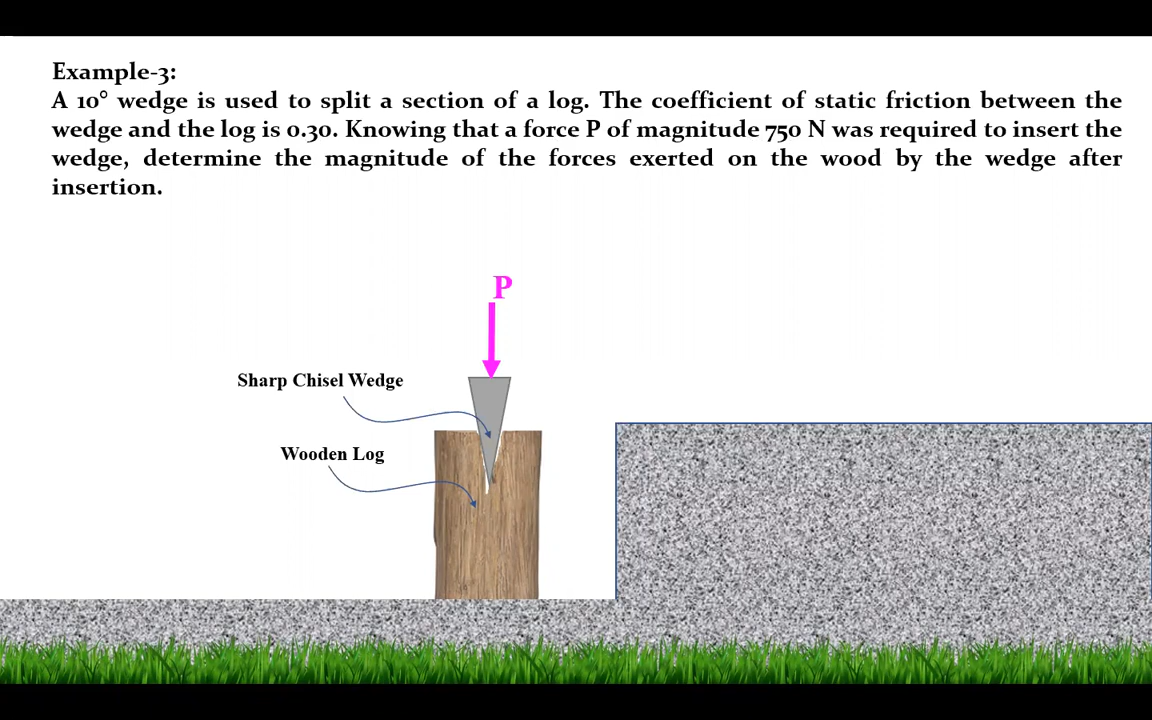 Example-3:
A 10° wedge is used to split a section of a log. The coefficient of static friction between the
wedge and the log is 0.30. Knowing that a force P of magnitude 750 N was required to insert the
wedge, determine the magnitude of the forces exerted on the wood by the wedge after
insertion.
P
Sharp Chisel Wedge
Wooden Log